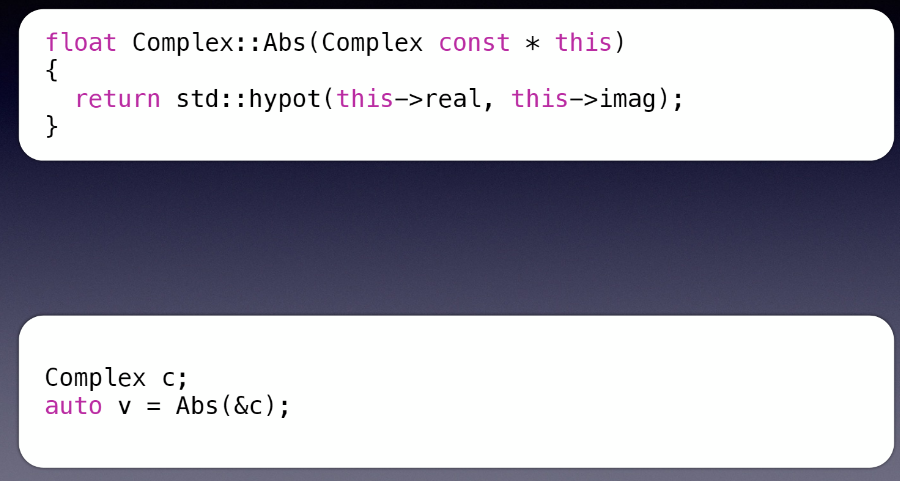 float Complex::Abs(Complex const * this)
{
  return std::hypot(this->real, this->imag);
}
Complex c;
auto v = Abs(&c);